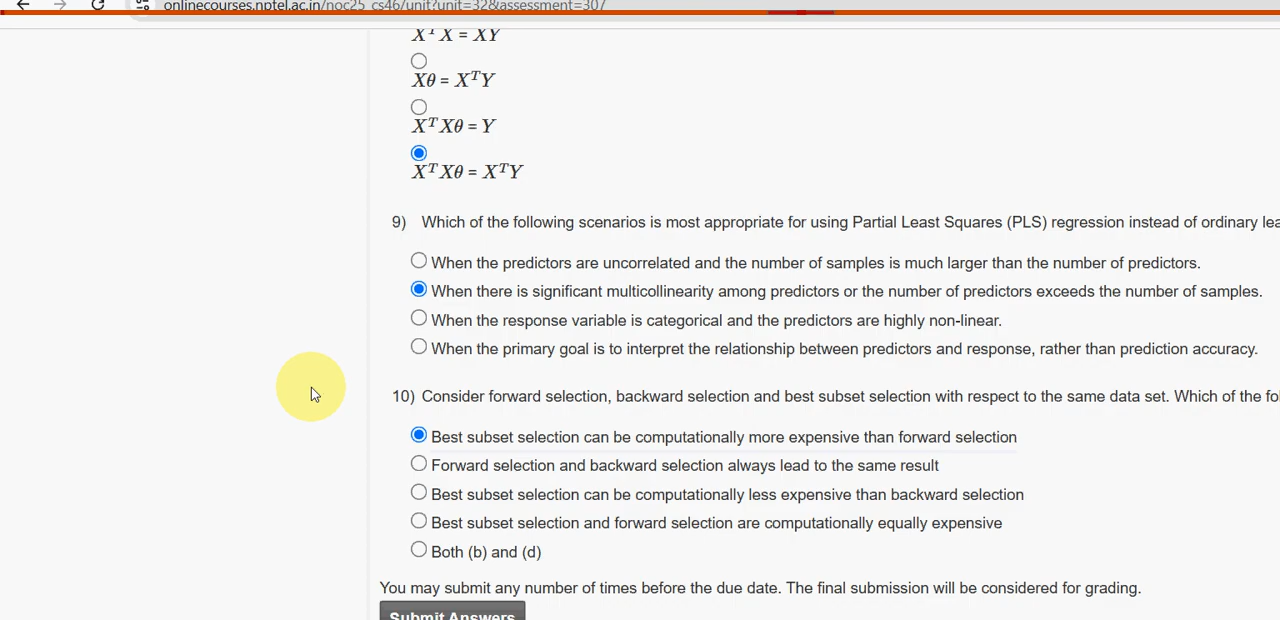 onlinecourses.nptel.ac.in/noc25_cs46/unit?unit=32&assessment=307
X^T X = XY
Xθ = X^T Y
X^T Xθ = Y
X^T Xθ = X^T Y
9) Which of the following scenarios is most appropriate for using Partial Least Squares (PLS) regression instead of ordinary lea
When the predictors are uncorrelated and the number of samples is much larger than the number of predictors.
When there is significant multicollinearity among predictors or the number of predictors exceeds the number of samples.
When the response variable is categorical and the predictors are highly non-linear.
When the primary goal is to interpret the relationship between predictors and response, rather than prediction accuracy.
10) Consider forward selection, backward selection and best subset selection with respect to the same data set. Which of the fol
Best subset selection can be computationally more expensive than forward selection
Forward selection and backward selection always lead to the same result
Best subset selection can be computationally less expensive than backward selection
Best subset selection and forward selection are computationally equally expensive
Both (b) and (d)
You may submit any number of times before the due date. The final submission will be considered for grading.
Submit Answers